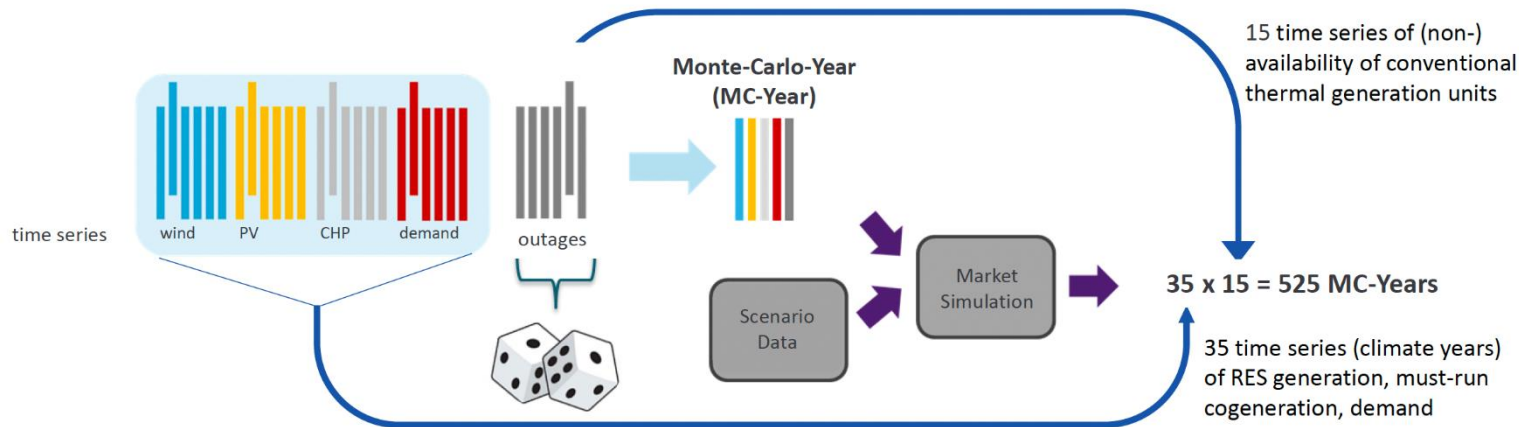 15 time series of (non-)
availability of conventional
thermal generation units
Monte-Carlo-Year
(MC-Year)
time series
wind
PV
CHP
demand
outages
Scenario
Data
Market
Simulation
35 x 15 = 525 MC-Years
35 time series (climate years)
of RES generation, must-run
cogeneration, demand